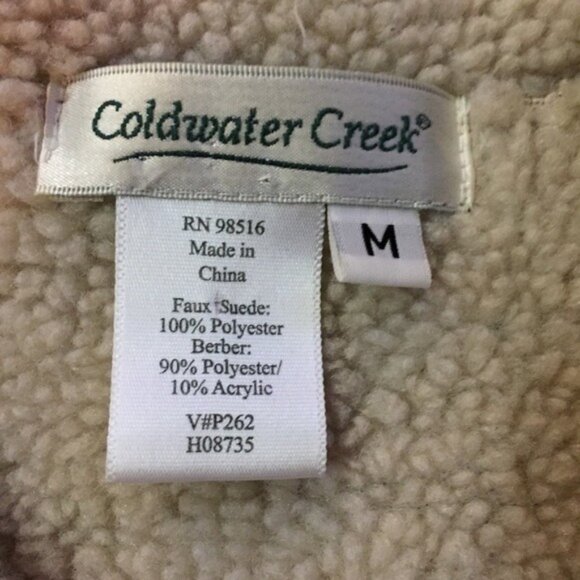 Coldwater Creek®
RN 98516
Made in
China
Faux Suede:
100% Polyester
Berber:
90% Polyester/
10% Acrylic
V#P262
H08735
M